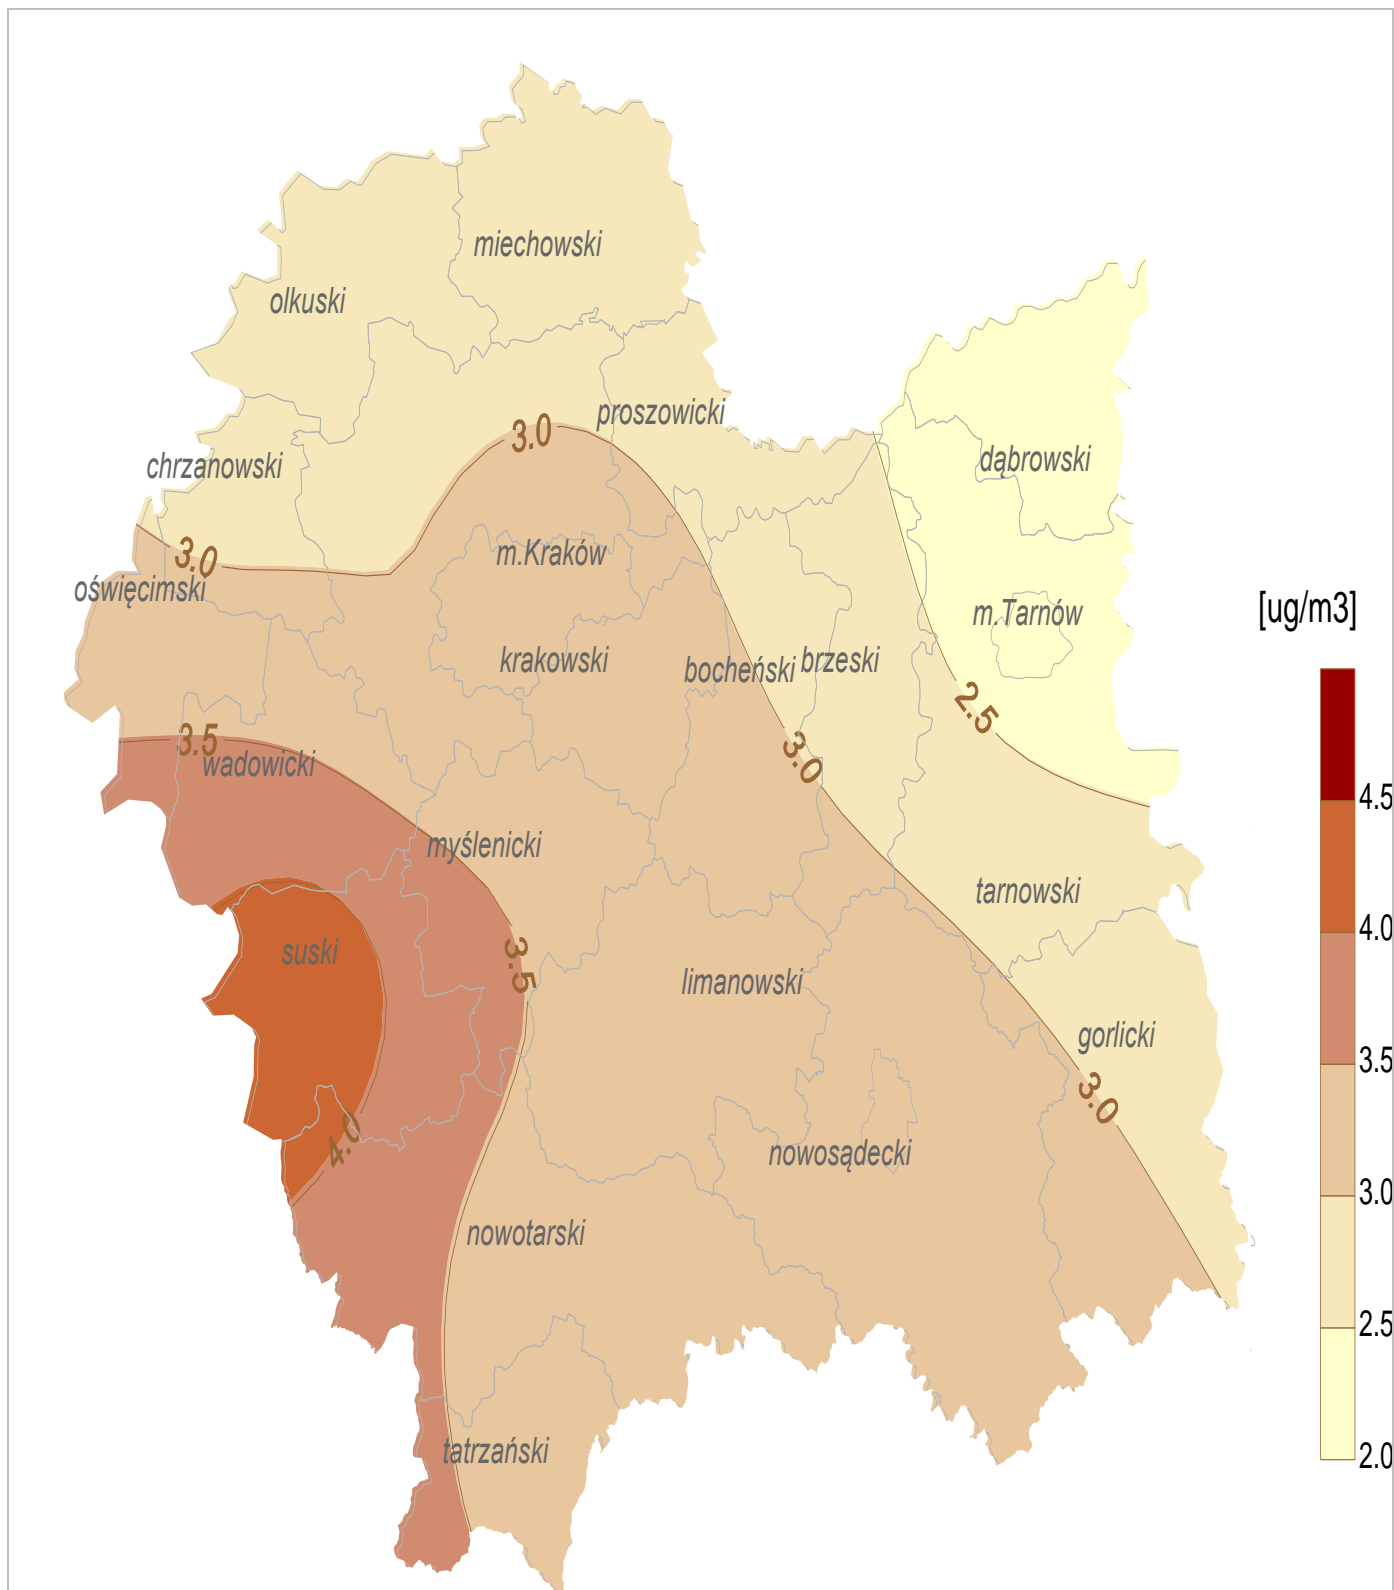 miechowski
olkuski
proszowicki
3.0
chrzanowski
dąbrowski
3.0
m.Kraków
oświęcimski
m.Tarnów
[ug/m3]
krakowski
bocheński
brzeski
2.5
3.5
wadowicki
3.0
4.5
myślenicki
tarnowski
4.0
suski
3.5
limanowski
gorlicki
3.5
3.0
4.0
nowosądecki
3.0
nowotarski
2.5
tatrzański
2.0